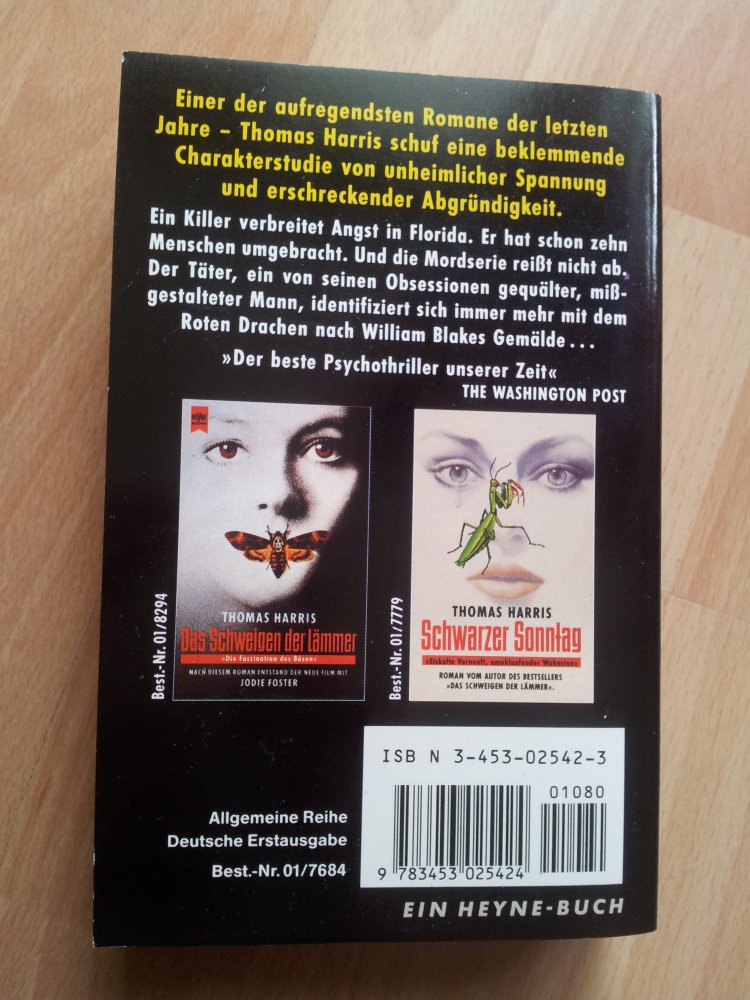 Einer der aufregendsten Romane der letzten
Jahre – Thomas Harris schuf eine beklemmende
Charakterstudie von unheimlicher Spannung
und erschreckender Abgründigkeit.
Ein Killer verbreitet Angst in Florida. Er hat schon zehn
Menschen umgebracht. Und die Mordserie reißt nicht ab.
Der Täter, ein von seinen Obsessionen gequälter, miß-
gestalteter Mann, identifiziert sich immer mehr mit dem
Roten Drachen nach William Blakes Gemälde...
»Der beste Psychothriller unserer Zeit«
THE WASHINGTON POST
HEYNE
THOMAS HARRIS
Das Schweigen der Lämmer
»Die Faszination des Bösen«
NACH DIESEM ROMAN ENTSTAND DER NEUE FILM MIT
JODIE FOSTER
Best.-Nr. 01/8294
THOMAS HARRIS
Schwarzer Sonntag
»Eiskalte Vernunft, amoklaufender Wahnsinn«
ROMAN VOM AUTOR DES BESTSELLERS
»DAS SCHWEIGEN DER LÄMMER«.
Best.-Nr. 01/7779
ISBN 3-453-02542-3
01080
9 783453 025424
Allgemeine Reihe
Deutsche Erstausgabe
Best.-Nr. 01/7684
EIN HEYNE-BUCH